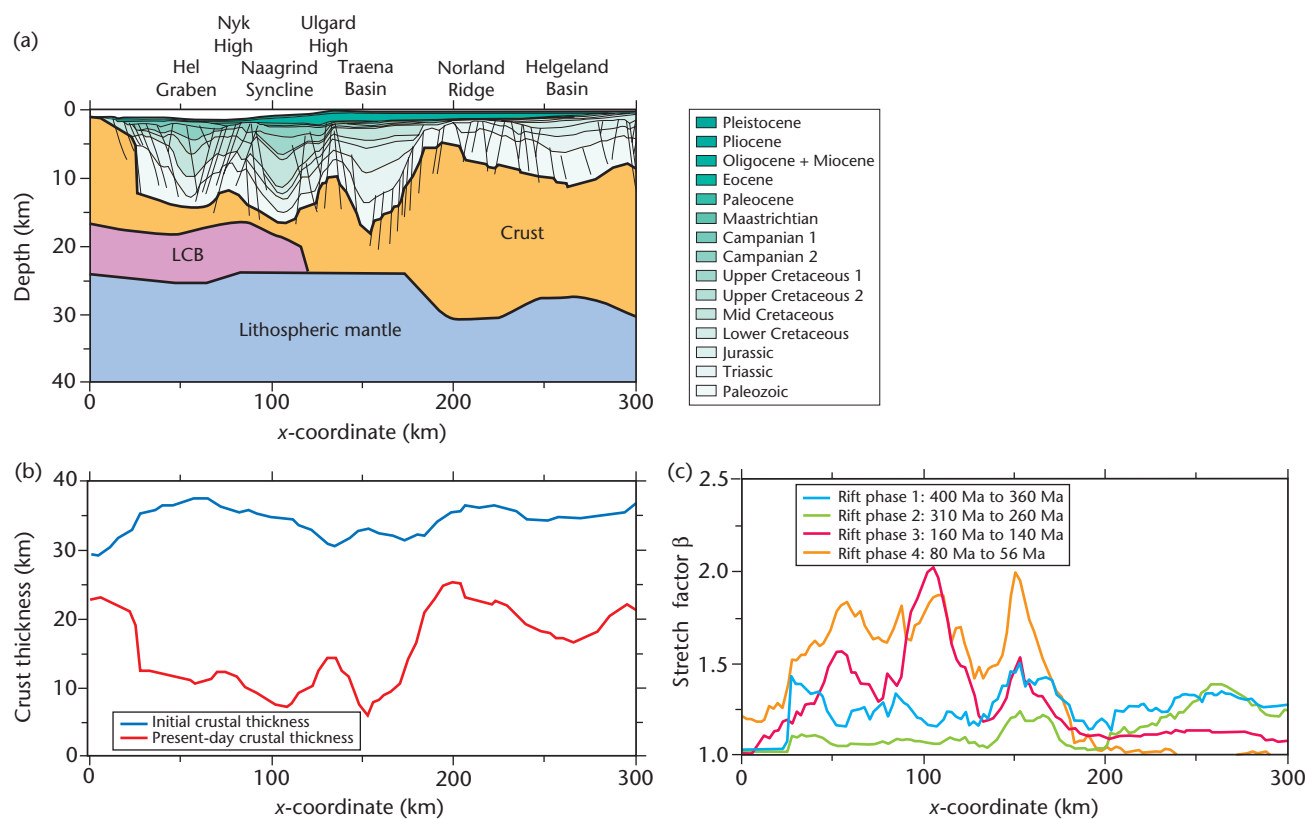 (a)
Nyk
High
Ulgard
High
Hel
Graben
Naagrind
Syncline
Traena
Basin
Norland
Ridge
Helgeland
Basin
0
10
20
30
40
Depth (km)
LCB
Crust
Lithospheric mantle
0
100
200
300
x-coordinate (km)
Pleistocene
Pliocene
Oligocene + Miocene
Eocene
Paleocene
Maastrichtian
Campanian 1
Campanian 2
Upper Cretaceous 1
Upper Cretaceous 2
Mid Cretaceous
Lower Cretaceous
Jurassic
Triassic
Paleozoic
(b)
40
30
20
10
0
Crust thickness (km)
Initial crustal thickness
Present-day crustal thickness
0
100
200
300
x-coordinate (km)
(c)
2.5
2.0
1.5
1.0
Stretch factor β
Rift phase 1: 400 Ma to 360 Ma
Rift phase 2: 310 Ma to 260 Ma
Rift phase 3: 160 Ma to 140 Ma
Rift phase 4: 80 Ma to 56 Ma
0
100
200
300
x-coordinate (km)